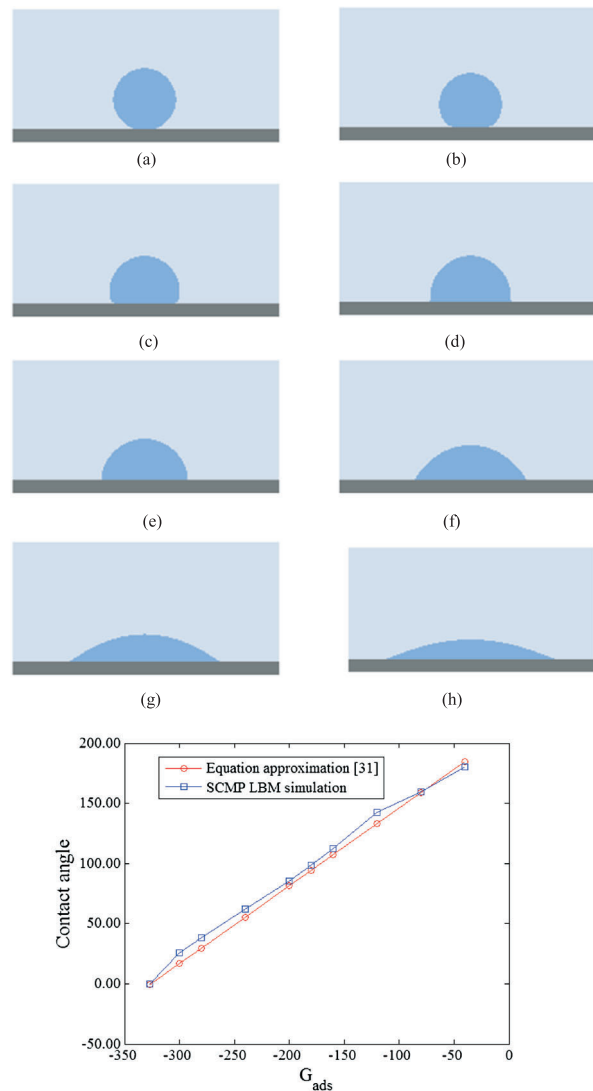 (a)
(b)
(c)
(d)
(e)
(f)
(g)
(h)
200.00
150.00
100.00
50.00
0.00
-50.00
Contact angle
Equation approximation [31]
SCMP LBM simulation
-350
-300
-250
-200
-150
-100
-50
0
G_ads